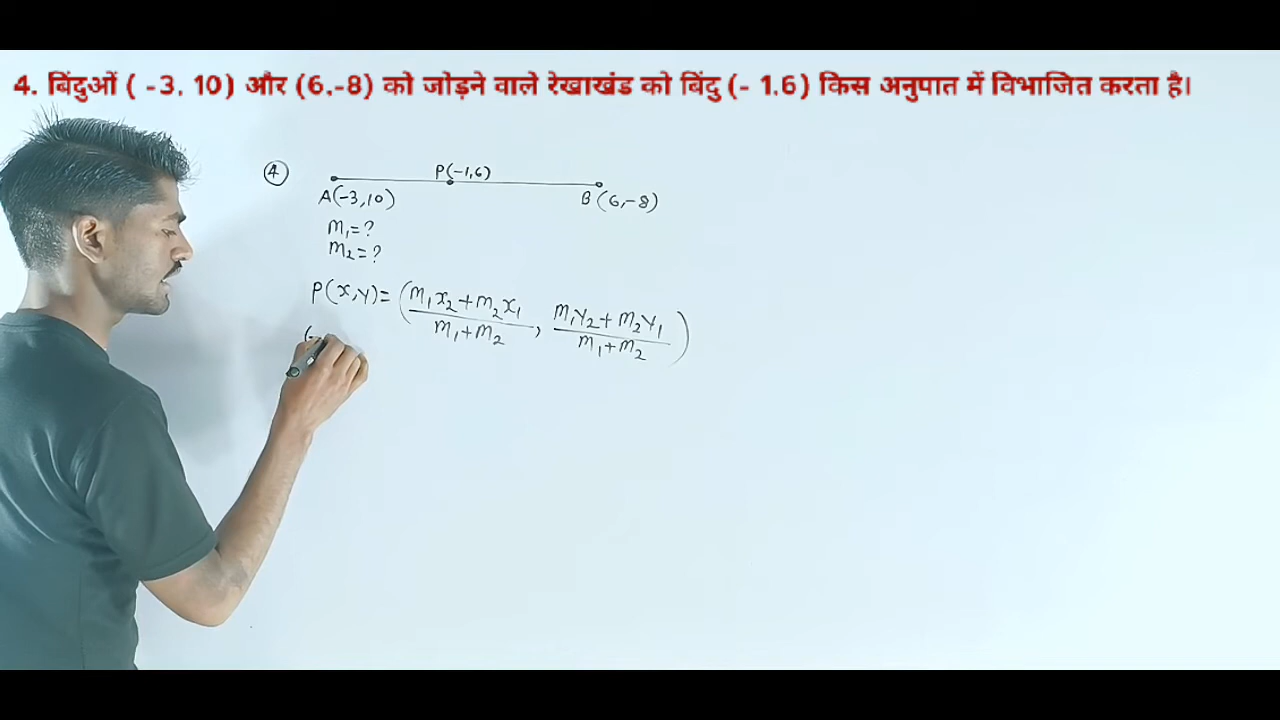 4. बिंदुओं ( -3, 10) और (6,-8) को जोड़ने वाले रेखाखंड को बिंदु (- 1,6) किस अनुपात में विभाजित करता है।
④
P(-1,6)
A(-3,10)
B(6,-8)
m₁=?
m₂=?
P(x,y)=(m₁x₂+m₂x₁/m₁+m₂, m₁y₂+m₂y₁/m₁+m₂)